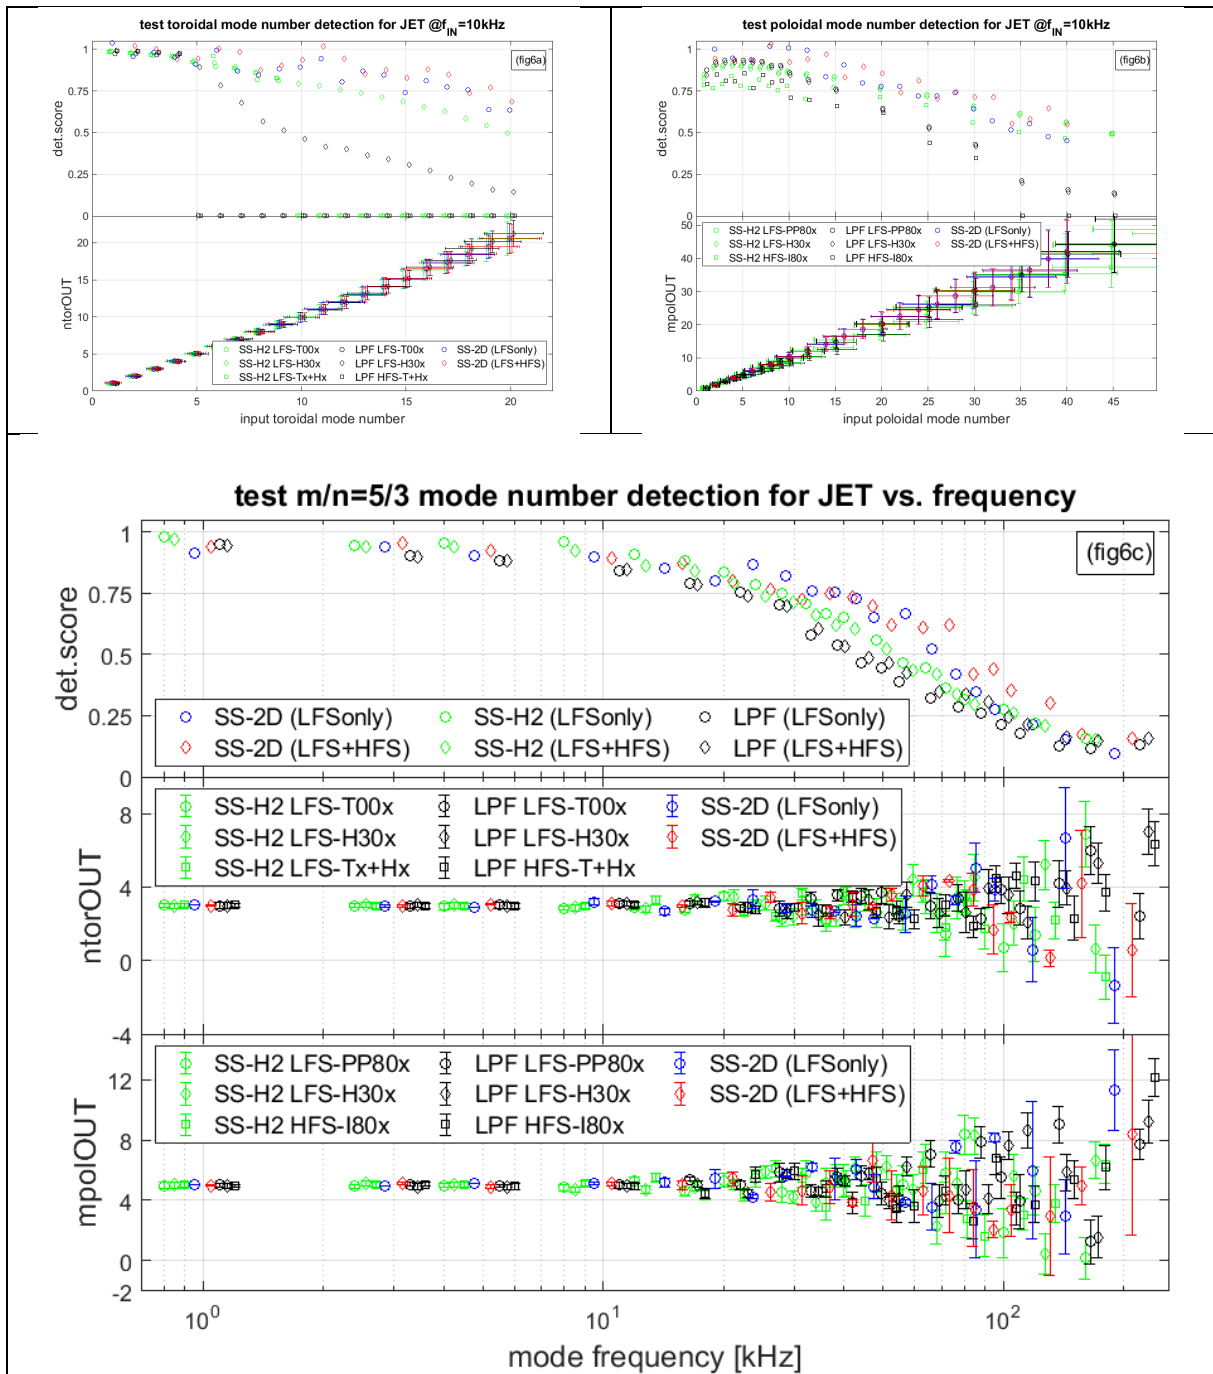 test toroidal mode number detection for JET @fIN=10kHz
(fig6a)
1
0.75
0.5
0.25
0
det.score
20
15
10
5
0
ntorOUT
SS-H2 LFS-T00x LPF LFS-T00x SS-2D (LFSonly)
SS-H2 LFS-H30x LPF LFS-H30x SS-2D (LFS+HFS)
SS-H2 LFS-Tx+Hx LPF HFS-T+Hx
0 5 10 15 20
input toroidal mode number
test poloidal mode number detection for JET @fIN=10kHz
(fig6b)
1
0.75
0.5
0.25
0
det.score
50
40
30
20
10
0
mpolOUT
SS-H2 LFS-PP80x LPF LFS-PP80x SS-2D (LFSonly)
SS-H2 LFS-H30x LPF LFS-H30x SS-2D (LFS+HFS)
SS-H2 HFS-I80x LPF HFS-I80x
0 5 10 15 20 25 30 35 40 45
input poloidal mode number
test m/n=5/3 mode number detection for JET vs. frequency
(fig6c)
1
0.75
0.5
0.25
0
det.score
SS-2D (LFSonly) SS-H2 (LFSonly) LPF (LFSonly)
SS-2D (LFS+HFS) SS-H2 (LFS+HFS) LPF (LFS+HFS)
8
4
0
-4
ntorOUT
SS-H2 LFS-T00x LPF LFS-T00x SS-2D (LFSonly)
SS-H2 LFS-H30x LPF LFS-H30x SS-2D (LFS+HFS)
SS-H2 LFS-Tx+Hx LPF HFS-T+Hx
12
8
4
0
-2
mpolOUT
SS-H2 LFS-PP80x LPF LFS-PP80x SS-2D (LFSonly)
SS-H2 LFS-H30x LPF LFS-H30x SS-2D (LFS+HFS)
SS-H2 HFS-I80x LPF HFS-I80x
10^0 10^1 10^2
mode frequency [kHz]